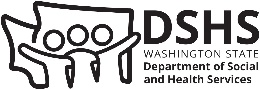 DSHS
WASHINGTON STATE
Department of Social
and Health Services